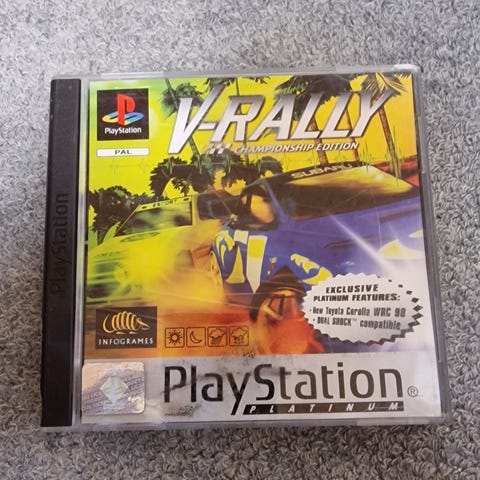 PlayStation
PlayStation
PAL
V-RALLY
CHAMPIONSHIP EDITION
SUBARU
EXCLUSIVE
PLATINUM FEATURES:
• New Toyota Corolla WRC 98
• DUAL SHOCK™ compatible
INFOGRAMES
PlayStation®
PLATINUM